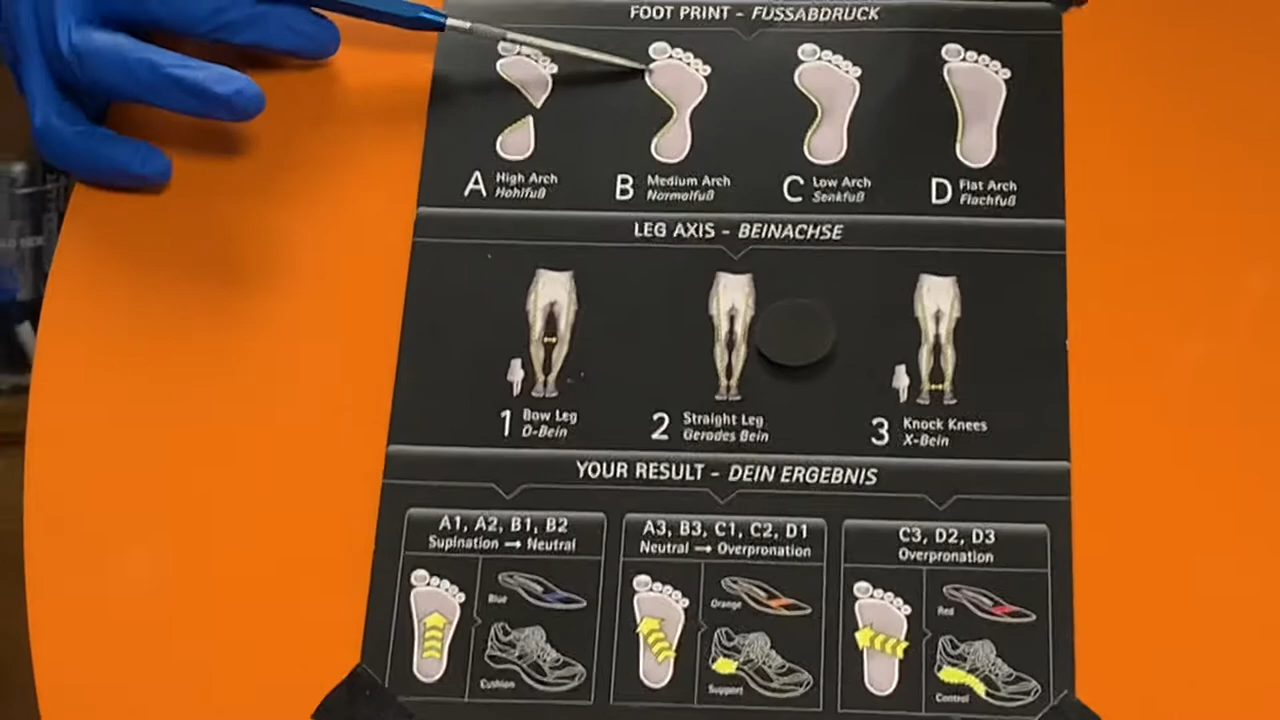 FOOT PRINT – FUSSABDRUCK
A High Arch
Hohlfuß
B Medium Arch
Normalfuß
C Low Arch
Senkfuß
D Flat Arch
Flachfuß
LEG AXIS – BEINACHSE
1 Bow Leg
O-Bein
2 Straight Leg
Gerades Bein
3 Knock Knees
X-Bein
YOUR RESULT – DEIN ERGEBNIS
A1, A2, B1, B2
Supination → Neutral
Blue
Cushion
A3, B3, C1, C2, D1
Neutral → Overpronation
Orange
Support
C3, D2, D3
Overpronation
Red
Control